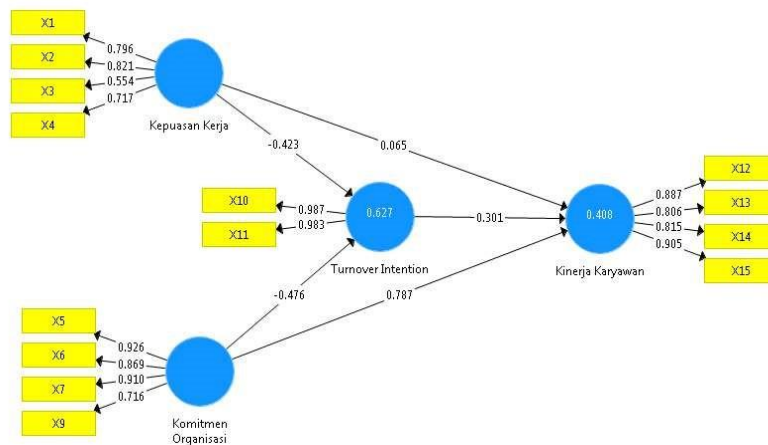 X1
0.796
X2
0.821
X3
0.554
X4
0.717
Kepuasan Kerja
-0.423
0.065
X10
0.987
X11
0.983
0.627
Turnover Intention
0.301
0.408
Kinerja Karyawan
0.887
X12
0.806
X13
0.815
X14
0.905
X15
-0.476
0.787
X5
0.926
X6
0.869
X7
0.910
X9
0.716
Komitmen
Organisasi